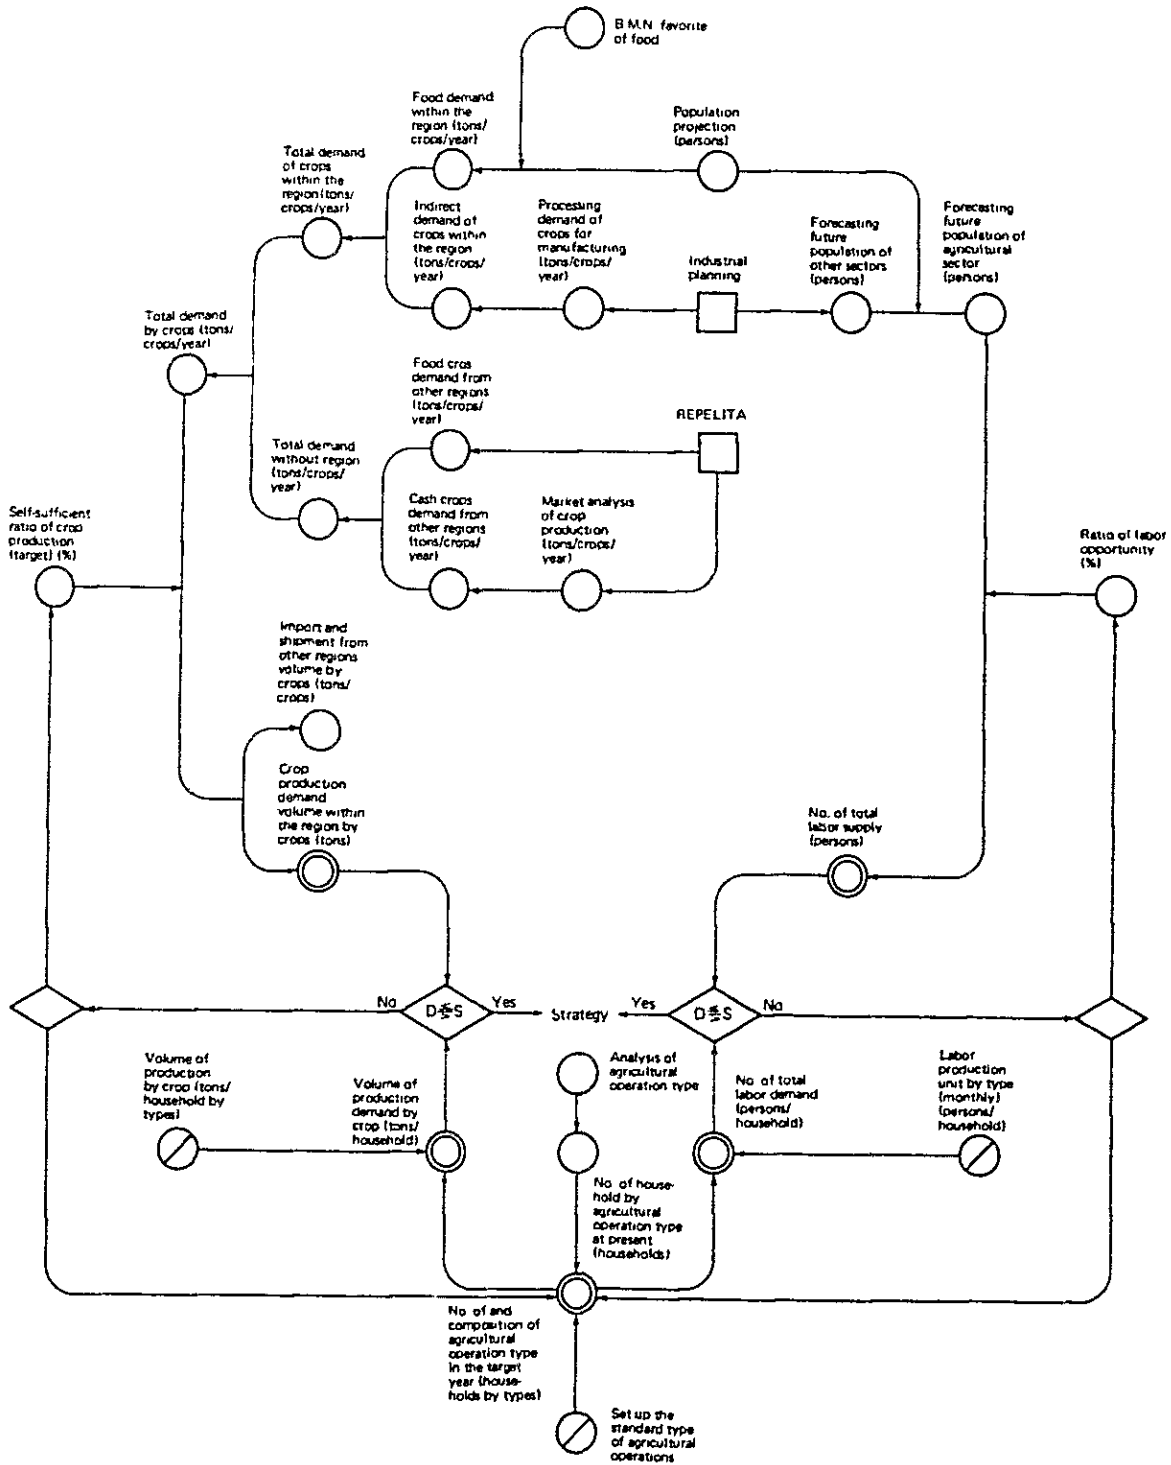 B.M.N. favorite
of food
Food demand
within the
region (tons/
crops/year)
Population
projection
(persons)
Total demand
of crops
within the
region (tons/
crops/year)
Indirect
demand of
crops within
the region
(tons/crops/
year)
Processing
demand of
crops for
manufacturing
(tons/crops/
year)
Industrial
planning
Forecasting
future
population of
other sectors
(persons)
Forecasting
future
population of
agricultural
sector
(persons)
Total demand
by crops (tons/
crops/year)
Food cros
demand from
other regions
(tons/crops/
year)
REPELITA
Total demand
without region
(tons/crops/
year)
Cash crops
demand from
other regions
(tons/crops/
year)
Market analysis
of crop
production
(tons/crops/
year)
Self-sufficient
ratio of crop
production
(target) (%)
Ratio of labor
opportunity
(%)
Import and
shipment from
other regions
volume by
crops (tons/
crops)
Crop
production
demand
volume within
the region by
crops (tons)
No. of total
labor supply
(persons)
No
D≦S
Yes
Strategy
Yes
D≦S
No
Volume of
production
by crop (tons/
household by
types)
Volume of
production
demand by
crop (tons/
household)
Analysis of
agricultural
operation type
No. of total
labor demand
(persons/
household)
Labor
production
unit by type
(monthly)
(persons/
household)
No. of house-
hold by
agricultural
operation type
at present
(households)
No. of and
composition of
agricultural
operation type
in the target
year (house-
holds by types)
Set up the
standard type
of agricultural
operations